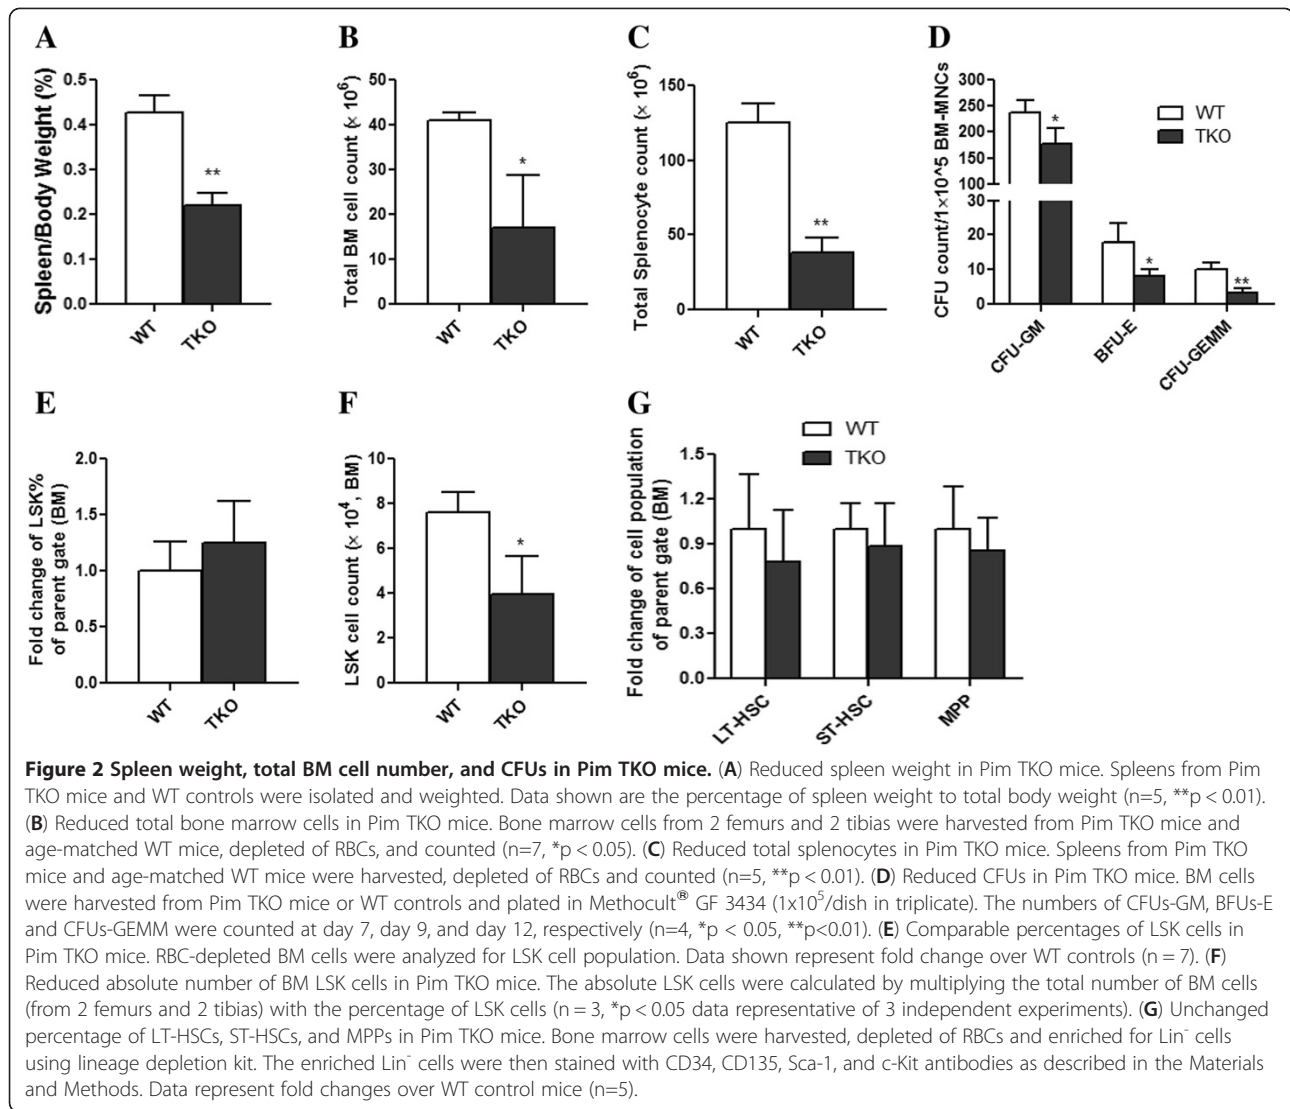 A
B
C
D
Spleen/Body Weight (%)
0.5
0.4
0.3
0.2
0.1
0.0
**
WT
TKO
Total BM cell count (× 10⁶)
50
40
30
20
10
0
*
WT
TKO
Total Splenocyte count (× 10⁶)
150
100
50
0
**
WT
TKO
CFU count/1×10^5 BM-MNCs
300
250
200
150
100
30
20
10
0
WT
TKO
*
*
**
CFU-GM
BFU-E
CFU-GEMM
E
F
G
Fold change of LSK%
of parent gate (BM)
2.0
1.5
1.0
0.5
0.0
WT
TKO
LSK cell count (× 10⁴, BM)
10
8
6
4
2
0
*
WT
TKO
Fold change of cell population
of parent gate (BM)
1.5
1.2
0.9
0.6
0.3
0.0
WT
TKO
LT-HSC
ST-HSC
MPP
Figure 2 Spleen weight, total BM cell number, and CFUs in Pim TKO mice. (A) Reduced spleen weight in Pim TKO mice. Spleens from Pim
TKO mice and WT controls were isolated and weighted. Data shown are the percentage of spleen weight to total body weight (n=5, **p < 0.01).
(B) Reduced total bone marrow cells in Pim TKO mice. Bone marrow cells from 2 femurs and 2 tibias were harvested from Pim TKO mice and
age-matched WT mice, depleted of RBCs, and counted (n=7, *p < 0.05). (C) Reduced total splenocytes in Pim TKO mice. Spleens from Pim TKO
mice and age-matched WT mice were harvested, depleted of RBCs and counted (n=5, **p < 0.01). (D) Reduced CFUs in Pim TKO mice. BM cells
were harvested from Pim TKO mice or WT controls and plated in Methocult® GF 3434 (1x10⁵/dish in triplicate). The numbers of CFUs-GM, BFUs-E
and CFUs-GEMM were counted at day 7, day 9, and day 12, respectively (n=4, *p < 0.05, **p<0.01). (E) Comparable percentages of LSK cells in
Pim TKO mice. RBC-depleted BM cells were analyzed for LSK cell population. Data shown represent fold change over WT controls (n = 7). (F)
Reduced absolute number of BM LSK cells in Pim TKO mice. The absolute LSK cells were calculated by multiplying the total number of BM cells
(from 2 femurs and 2 tibias) with the percentage of LSK cells (n = 3, *p < 0.05 data representative of 3 independent experiments). (G) Unchanged
percentage of LT-HSCs, ST-HSCs, and MPPs in Pim TKO mice. Bone marrow cells were harvested, depleted of RBCs and enriched for Lin⁻ cells
using lineage depletion kit. The enriched Lin⁻ cells were then stained with CD34, CD135, Sca-1, and c-Kit antibodies as described in the Materials
and Methods. Data represent fold changes over WT control mice (n=5).